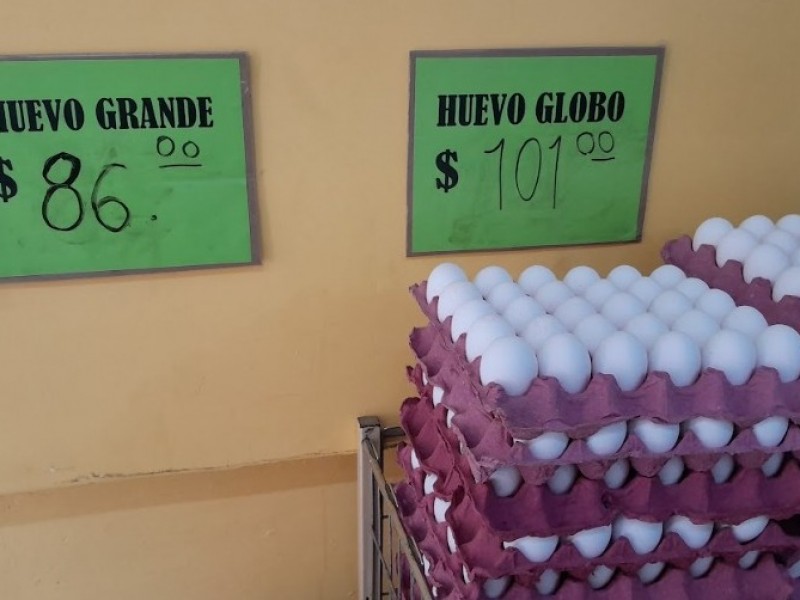 HUEVO GRANDE
$ 86.00
HUEVO GLOBO
$ 101 00